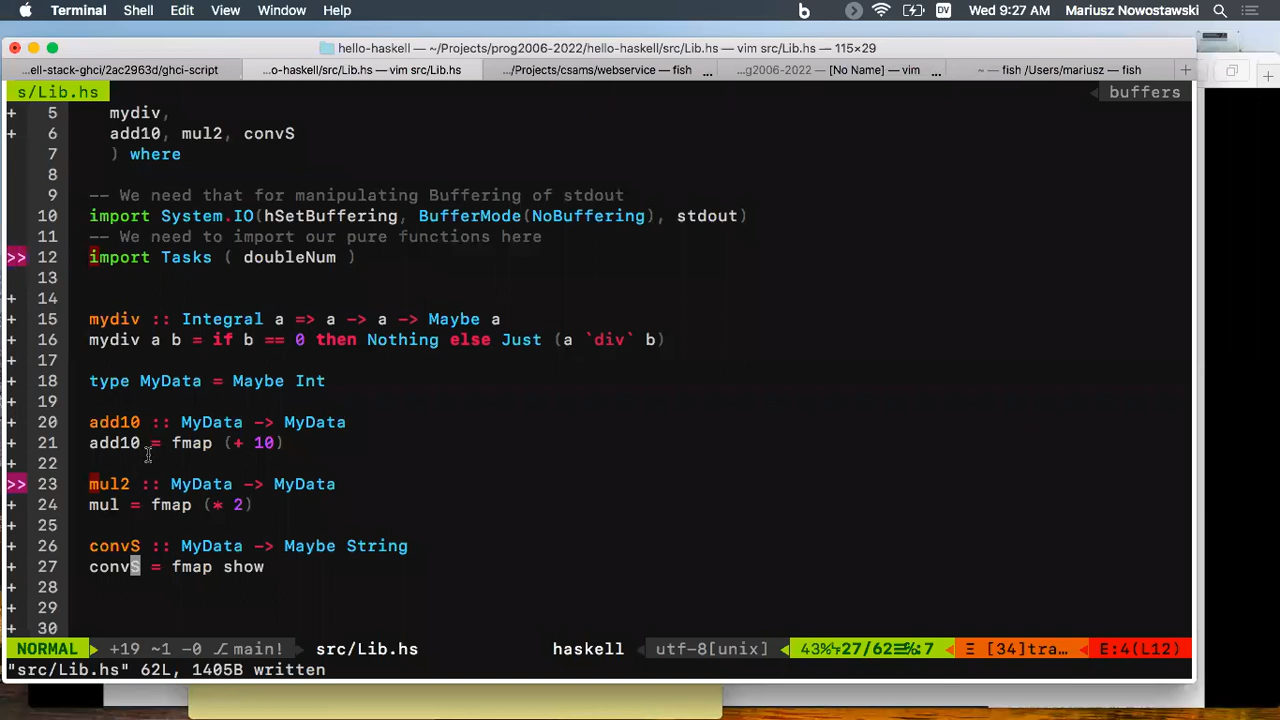 Terminal Shell Edit View Window Help DV Wed 9:27 AM Mariusz Nowostawski
hello-haskell — ~/Projects/prog2006-2022/hello-haskell/src/Lib.hs — vim src/Lib.hs — 115×29
...ell-stack-ghci/2ac2963d/ghci-script ...o-haskell/src/Lib.hs — vim src/Lib.hs .../Projects/csams/webservice — fish ... ...g2006-2022 — [No Name] — vim ... ~ — fish /Users/mariusz — fish +
s/Lib.hs buffers
+ 5 mydiv,
+ 6 add10, mul2, convS
7 ) where
8
9 -- We need that for manipulating Buffering of stdout
10 import System.IO(hSetBuffering, BufferMode(NoBuffering), stdout)
11 -- We need to import our pure functions here
>> 12 import Tasks ( doubleNum )
13
+ 14
+ 15 mydiv :: Integral a => a -> a -> Maybe a
+ 16 mydiv a b = if b == 0 then Nothing else Just (a `div` b)
+ 17
+ 18 type MyData = Maybe Int
+ 19
+ 20 add10 :: MyData -> MyData
+ 21 add10 = fmap (+ 10)
+ 22
>> 23 mul2 :: MyData -> MyData
+ 24 mul = fmap (* 2)
+ 25
+ 26 convS :: MyData -> Maybe String
+ 27 convS = fmap show
+ 28
+ 29
+ 30
NORMAL +19 ~1 -0 main! src/Lib.hs haskell utf-8[unix] 43% 27/62 :7 Ξ [34]tra… E:4(L12)
"src/Lib.hs" 62L, 1405B written